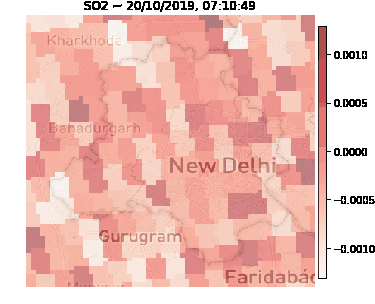 SO2 ~ 20/10/2019, 07:10:49
Kharkhoda
0.0010
0.0005
Bahadurgarh
0.0000
New Delhi
−0.0005
Gurugram
−0.0010
Faridabad